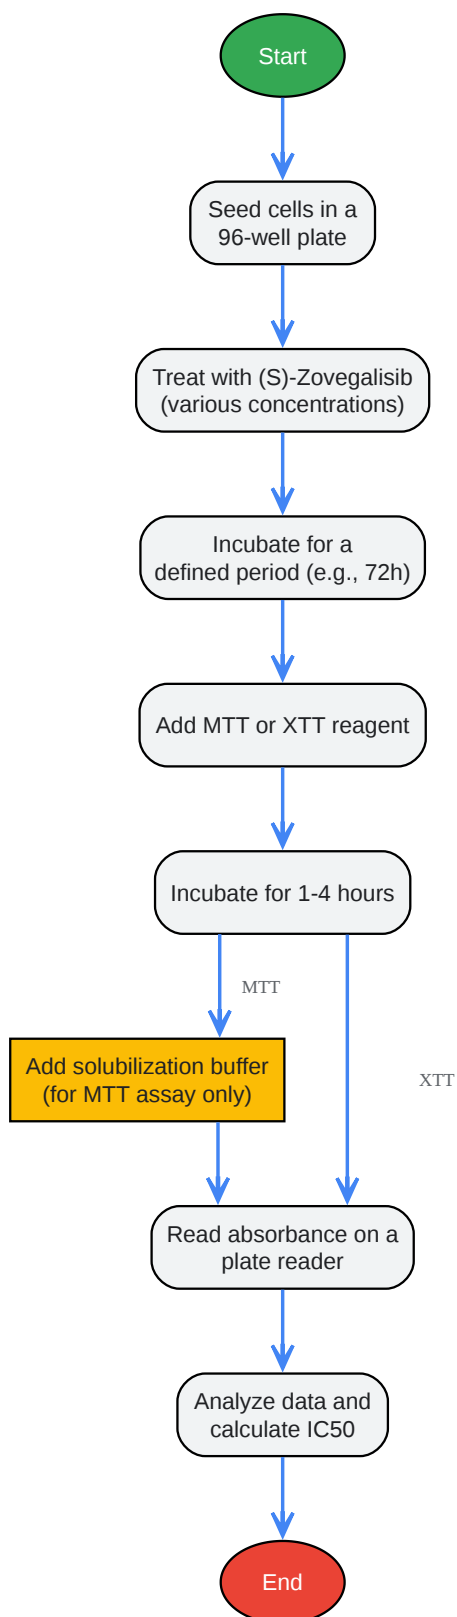 Start
Seed cells in a
96-well plate
Treat with (S)-Zovegalisib
(various concentrations)
Incubate for a
defined period (e.g., 72h)
Add MTT or XTT reagent
Incubate for 1-4 hours
MTT
Add solubilization buffer
(for MTT assay only)
XTT
Read absorbance on a
plate reader
Analyze data and
calculate IC50
End